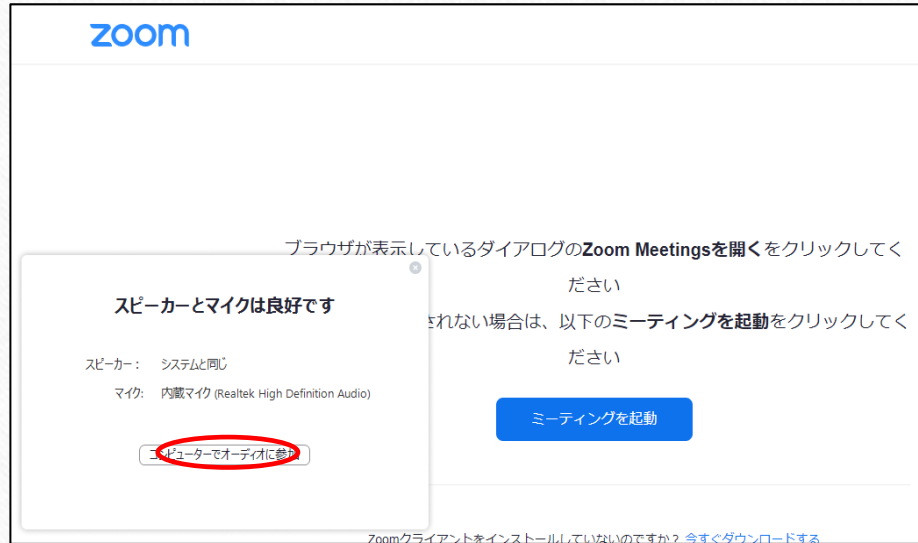 zoom
ブラウザが表示しているダイアログのZoom Meetingsを開くをクリックしてく
ださい
されない場合は、以下のミーティングを起動をクリックしてく
ださい
ミーティングを起動
スピーカーとマイクは良好です
スピーカー： システムと同じ
マイク: 内蔵マイク (Realtek High Definition Audio)
コンピューターでオーディオに参加
Zoomクライアントをインストールしていないのですか？ 今すぐダウンロードする